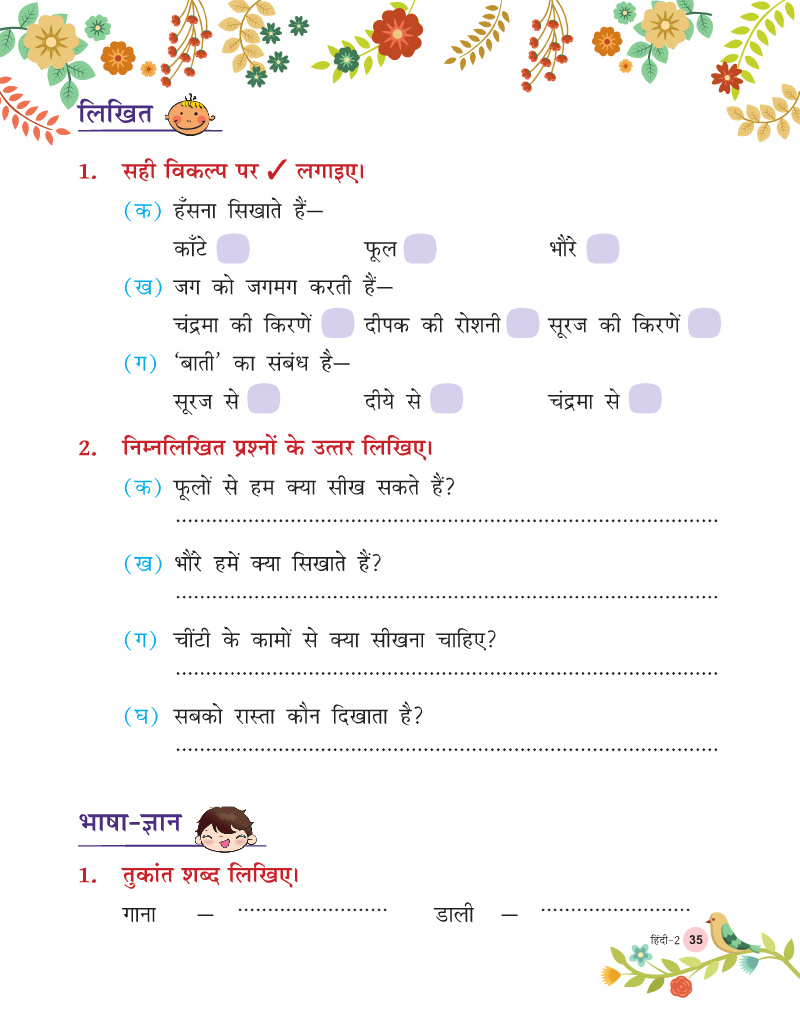 लिखित
1. सही विकल्प पर ✓ लगाइए।
(क) हँसना सिखाते हैं—
काँटे फूल भौंरे
(ख) जग को जगमग करती हैं—
चंद्रमा की किरणें दीपक की रोशनी सूरज की किरणें
(ग) ‘बाती’ का संबंध है—
सूरज से दीये से चंद्रमा से
2. निम्नलिखित प्रश्नों के उत्तर लिखिए।
(क) फूलों से हम क्या सीख सकते हैं?
(ख) भौंरे हमें क्या सिखाते हैं?
(ग) चींटी के कामों से क्या सीखना चाहिए?
(घ) सबको रास्ता कौन दिखाता है?
भाषा-ज्ञान
1. तुकांत शब्द लिखिए।
गाना — .......................... डाली — ..........................
हिंदी-2 35